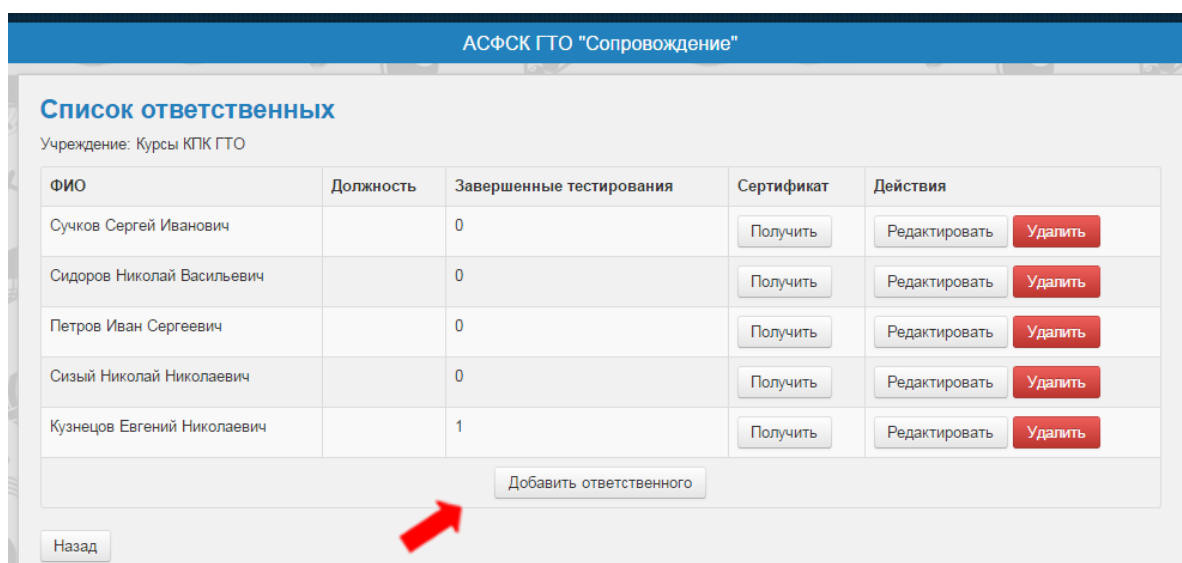 АСФСК ГТО "Сопровождение"
Список ответственных
Учреждение: Курсы КПК ГТО
ФИО Должность Завершенные тестирования Сертификат Действия
Сучков Сергей Иванович 0 Получить Редактировать Удалить
Сидоров Николай Васильевич 0 Получить Редактировать Удалить
Петров Иван Сергеевич 0 Получить Редактировать Удалить
Сизый Николай Николаевич 0 Получить Редактировать Удалить
Кузнецов Евгений Николаевич 1 Получить Редактировать Удалить
Добавить ответственного
Назад